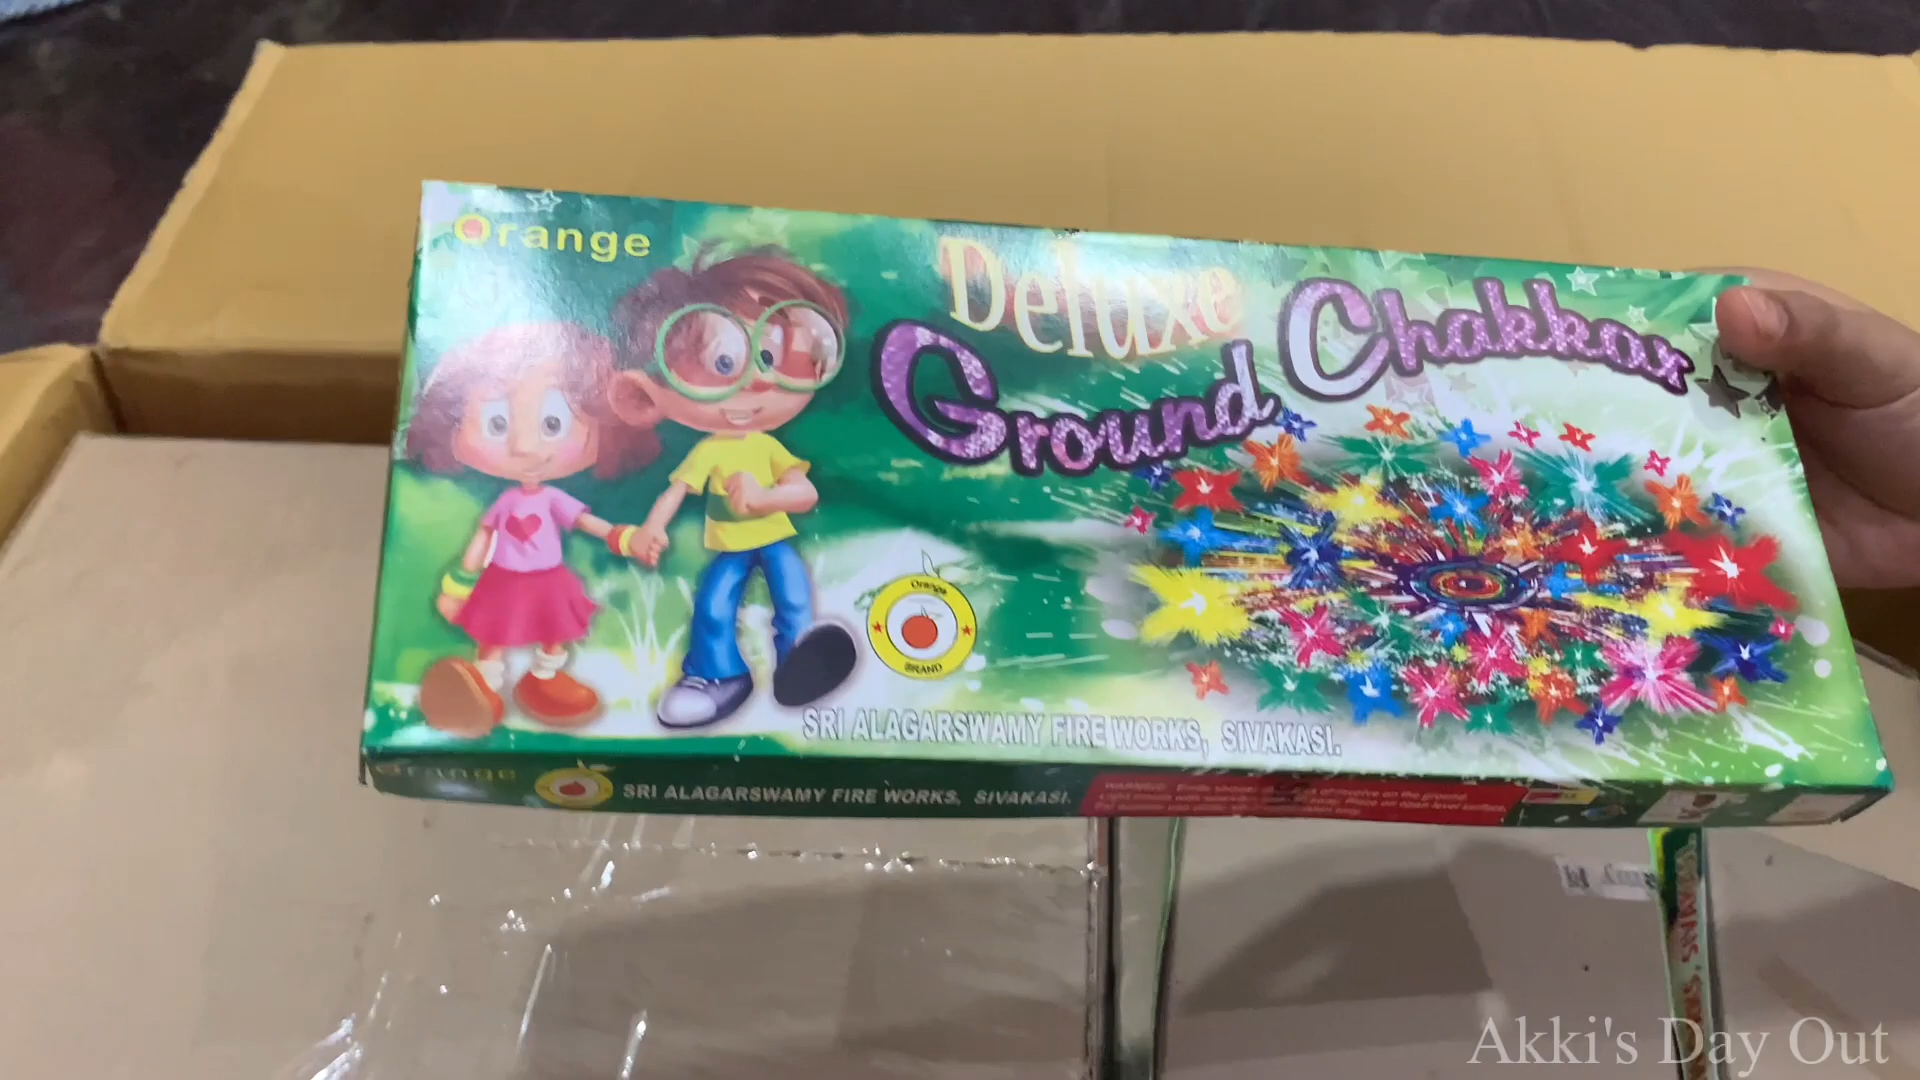 Orange
Deluxe
Ground Chakkar
Orange
BRAND
SRI ALAGARSWAMY FIRE WORKS, SIVAKASI.
Orange
SRI ALAGARSWAMY FIRE WORKS, SIVAKASI.
WARNING:
Akki's Day Out